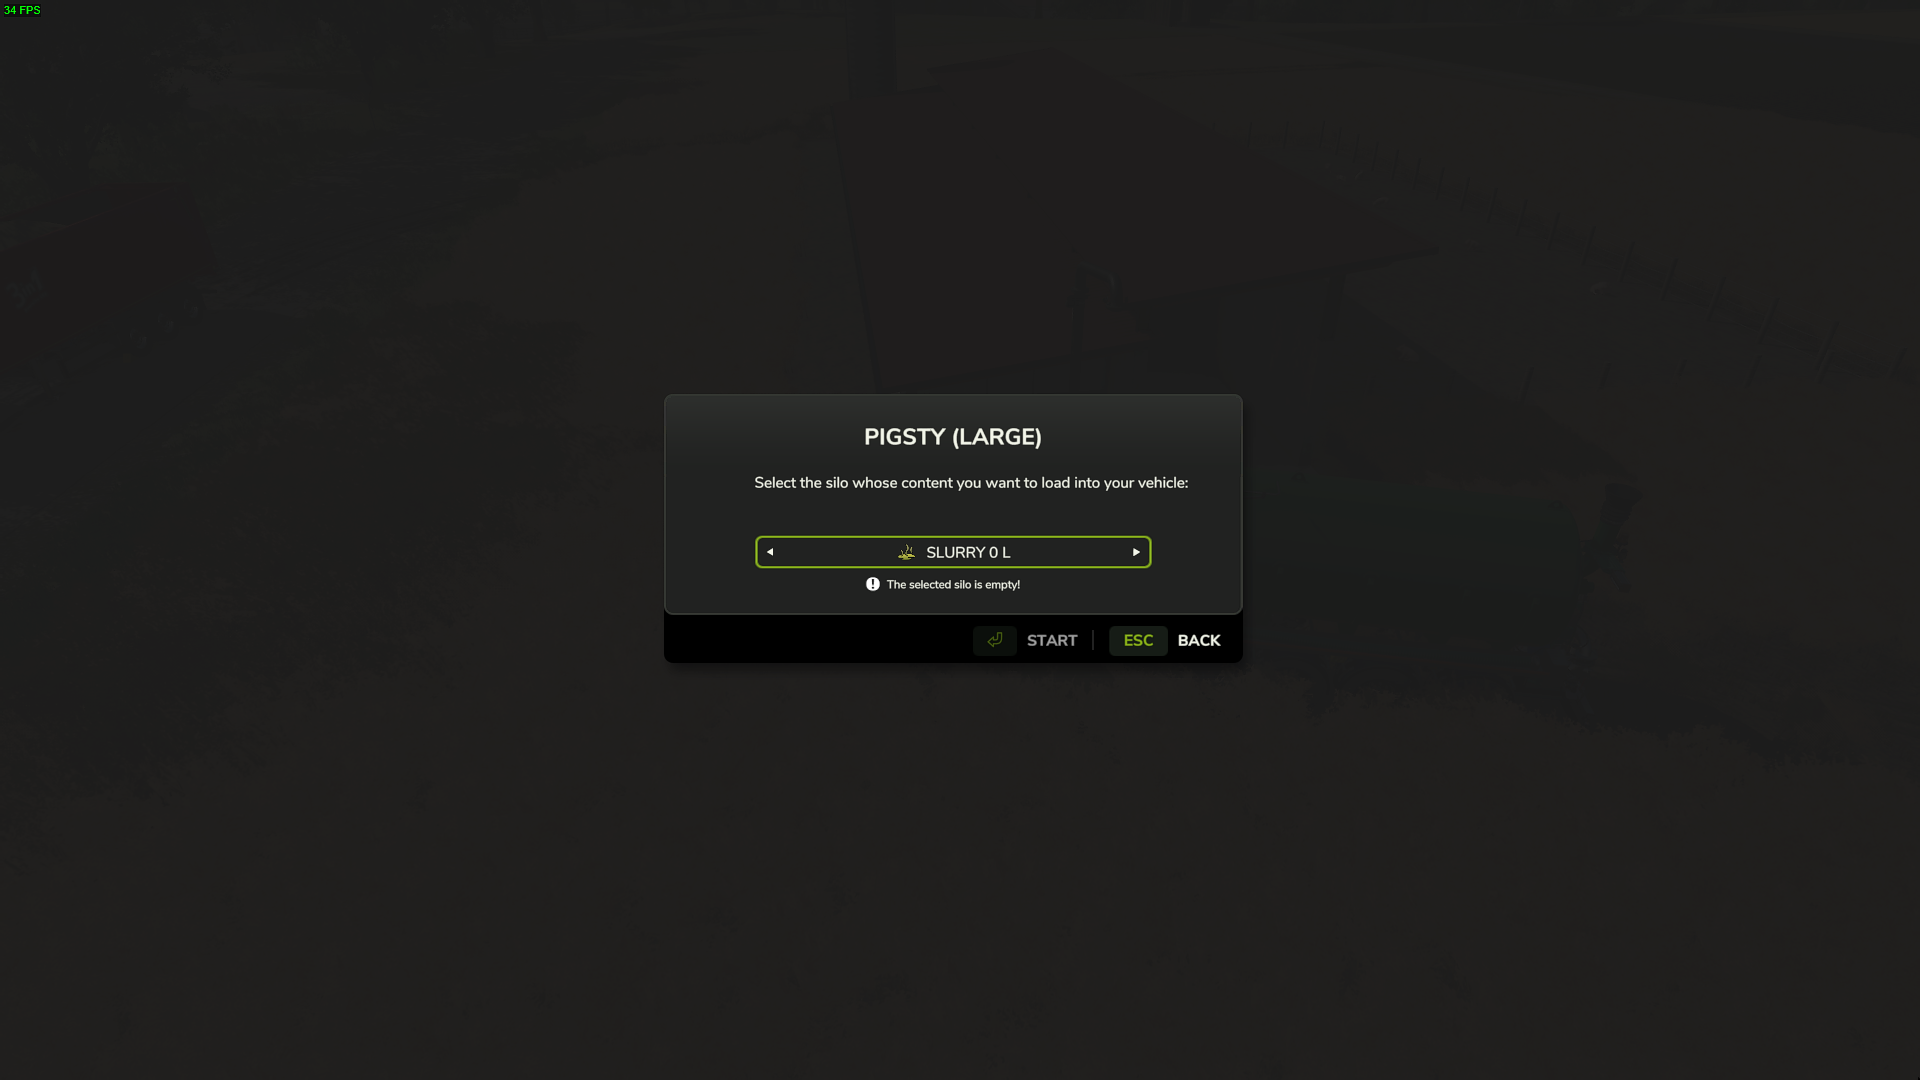 34 FPS
PIGSTY (LARGE)
Select the silo whose content you want to load into your vehicle:
SLURRY 0 L
The selected silo is empty!
START
ESC BACK